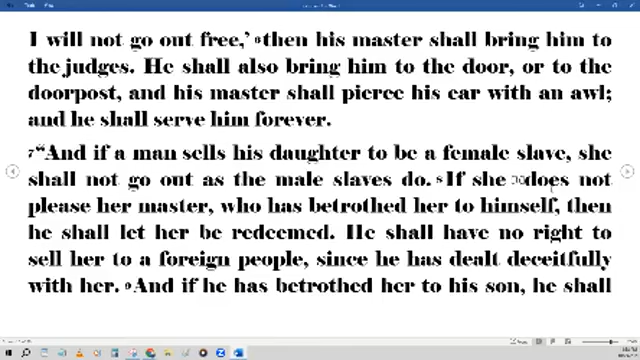 I will not go out free,’ ⁶then his master shall bring him to
the judges. He shall also bring him to the door, or to the
doorpost, and his master shall pierce his ear with an awl;
and he shall serve him forever.
⁷“And if a man sells his daughter to be a female slave, she
shall not go out as the male slaves do. ⁸If she does not
please her master, who has betrothed her to himself, then
he shall let her be redeemed. He shall have no right to
sell her to a foreign people, since he has dealt deceitfully
with her. ⁹And if he has betrothed her to his son, he shall